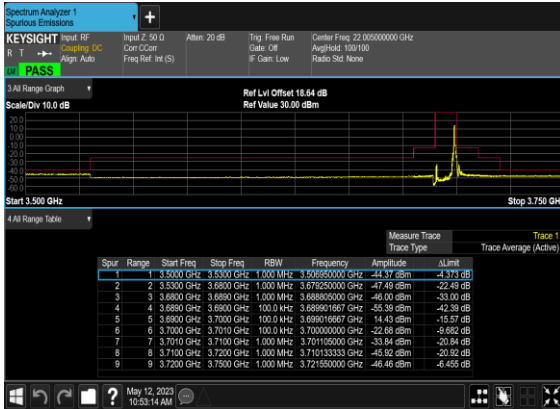 Spectrum Analyzer 1
Spurious Emissions
+
KEYSIGHT Input: RF Input Z: 50 Ω Atten: 20 dB Trig: Free Run Center Freq: 22.005000000 GHz
R T Coupling: DC Corr CCorr Gate: Off Avg|Hold: 100/100
Align: Auto Freq Ref: Int (S) IF Gain: Low Radio Std: None
PASS
3 All Range Graph Ref Lvl Offset 18.64 dB
Scale/Div 10.0 dB Ref Value 30.00 dBm
20.0
10.0
0.00
-10.0
-20.0
-30.0
-40.0
-50.0
-60.0
Start 3.500 GHz Stop 3.750 GH
4 All Range Table
Measure Trace Trace 1
Trace Type Trace Average (Active)
Spur Range Start Freq Stop Freq RBW Frequency Amplitude ΔLimit
1 1 3.5000 GHz 3.5300 GHz 1.000 MHz 3.506950000 GHz -44.37 dBm -4.373 dB
2 2 3.5300 GHz 3.6800 GHz 1.000 MHz 3.679250000 GHz -47.49 dBm -22.49 dB
3 3 3.6800 GHz 3.6890 GHz 1.000 MHz 3.688805000 GHz -46.00 dBm -33.00 dB
4 4 3.6890 GHz 3.6900 GHz 100.0 kHz 3.689901667 GHz -55.39 dBm -42.39 dB
5 5 3.6900 GHz 3.7000 GHz 100.0 kHz 3.699016667 GHz 14.43 dBm -15.57 dB
6 6 3.7000 GHz 3.7010 GHz 100.0 kHz 3.700000000 GHz -22.68 dBm -9.682 dB
7 7 3.7010 GHz 3.7100 GHz 1.000 MHz 3.701105000 GHz -33.84 dBm -20.84 dB
8 8 3.7100 GHz 3.7200 GHz 1.000 MHz 3.710133333 GHz -45.92 dBm -20.92 dB
9 9 3.7200 GHz 3.7500 GHz 1.000 MHz 3.721550000 GHz -46.46 dBm -6.455 dB
? May 12, 2023
10:53:14 AM